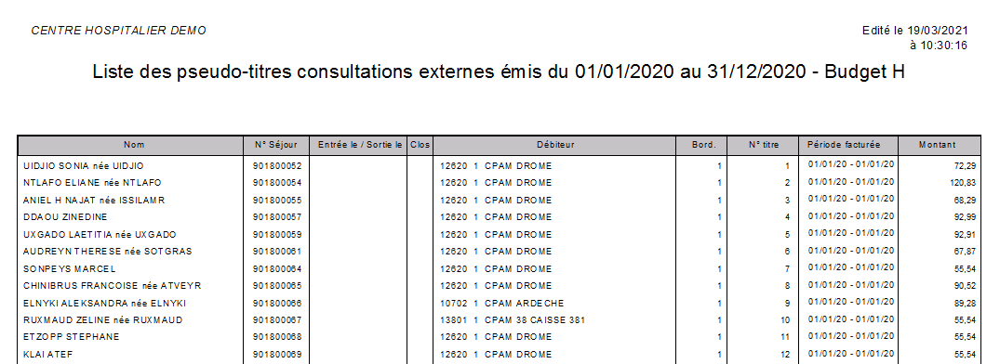 CENTRE HOSPITALIER DEMO Edité le 19/03/2021
à 10:30:16
Liste des pseudo-titres consultations externes émis du 01/01/2020 au 31/12/2020 - Budget H
Nom N° Séjour Entrée le / Sortie le Clos Débiteur Bord. N° titre Période facturée Montant
UIDJIO SONIA née UIDJIO 901800052 12620 1 CPAM DROME 1 1 01/01/20 - 01/01/20 72,29
NTLAFO ELIANE née NTLAFO 901800054 12620 1 CPAM DROME 1 2 01/01/20 - 01/01/20 120,83
ANIEL H NAJAT née ISSILAMR 901800055 12620 1 CPAM DROME 1 3 01/01/20 - 01/01/20 68,29
DDAOU ZINEDINE 901800057 12620 1 CPAM DROME 1 4 01/01/20 - 01/01/20 92,99
UXGADO LAETITIA née UXGADO 901800059 12620 1 CPAM DROME 1 5 01/01/20 - 01/01/20 92,91
AUDREYN THERESE née SOTGRAS 901800061 12620 1 CPAM DROME 1 6 01/01/20 - 01/01/20 67,87
SONPEYS MARCEL 901800064 12620 1 CPAM DROME 1 7 01/01/20 - 01/01/20 55,54
CHINIBRUS FRANCOISE née ATVEYR 901800065 12620 1 CPAM DROME 1 8 01/01/20 - 01/01/20 90,52
ELNYKI ALEKSANDRA née ELNYKI 901800066 10702 1 CPAM ARDECHE 1 9 01/01/20 - 01/01/20 89,28
RUXMAUD ZELINE née RUXMAUD 901800067 13801 1 CPAM 38 CAISSE 381 1 10 01/01/20 - 01/01/20 55,54
ETZOPP STEPHANE 901800068 12620 1 CPAM DROME 1 11 01/01/20 - 01/01/20 55,54
KLAI ATEF 901800069 12620 1 CPAM DROME 1 12 01/01/20 - 01/01/20 55,54